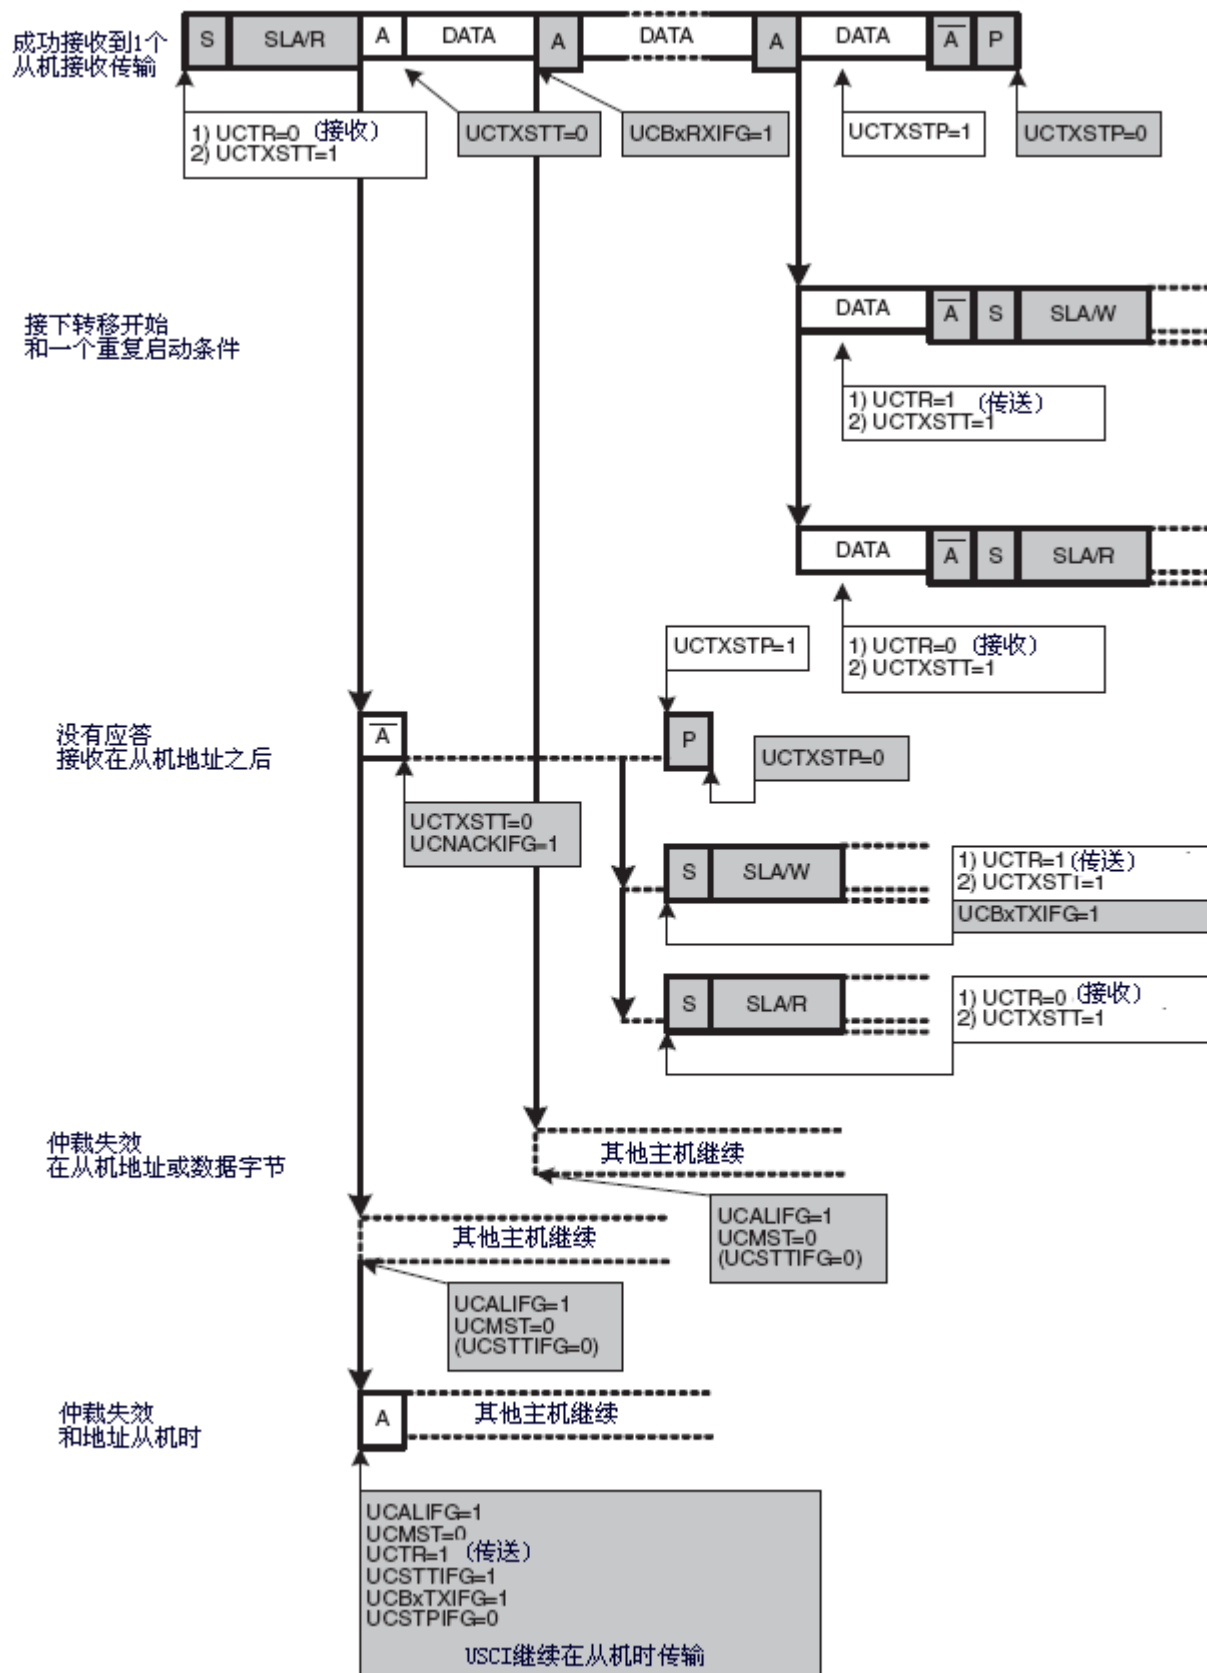 成功接收到1个
从机接收传输
S SLA/R A DATA A DATA A DATA A P
1) UCTR=0 (接收)
2) UCTXSTT=1
UCTXSTT=0
UCBxRXIFG=1
UCTXSTP=1
UCTXSTP=0
接下转移开始
和一个重复启动条件
DATA A S SLA/W
1) UCTR=1 (传送)
2) UCTXSTT=1
DATA A S SLA/R
1) UCTR=0 (接收)
2) UCTXSTT=1
UCTXSTP=1
没有应答
接收在从机地址之后
A
P
UCTXSTP=0
UCTXSTT=0
UCNACKIFG=1
S SLA/W
1) UCTR=1 (传送)
2) UCTXSTT=1
UCBxTXIFG=1
S SLA/R
1) UCTR=0 (接收)
2) UCTXSTT=1
仲裁失效
在从机地址或数据字节
其他主机继续
UCALIFG=1
UCMST=0
(UCSTTIFG=0)
其他主机继续
UCALIFG=1
UCMST=0
(UCSTTIFG=0)
仲裁失效
和地址从机时
A
其他主机继续
UCALIFG=1
UCMST=0
UCTR=1 (传送)
UCSTTIFG=1
UCBxTXIFG=1
UCSTPIFG=0
USCI继续在从机时传输